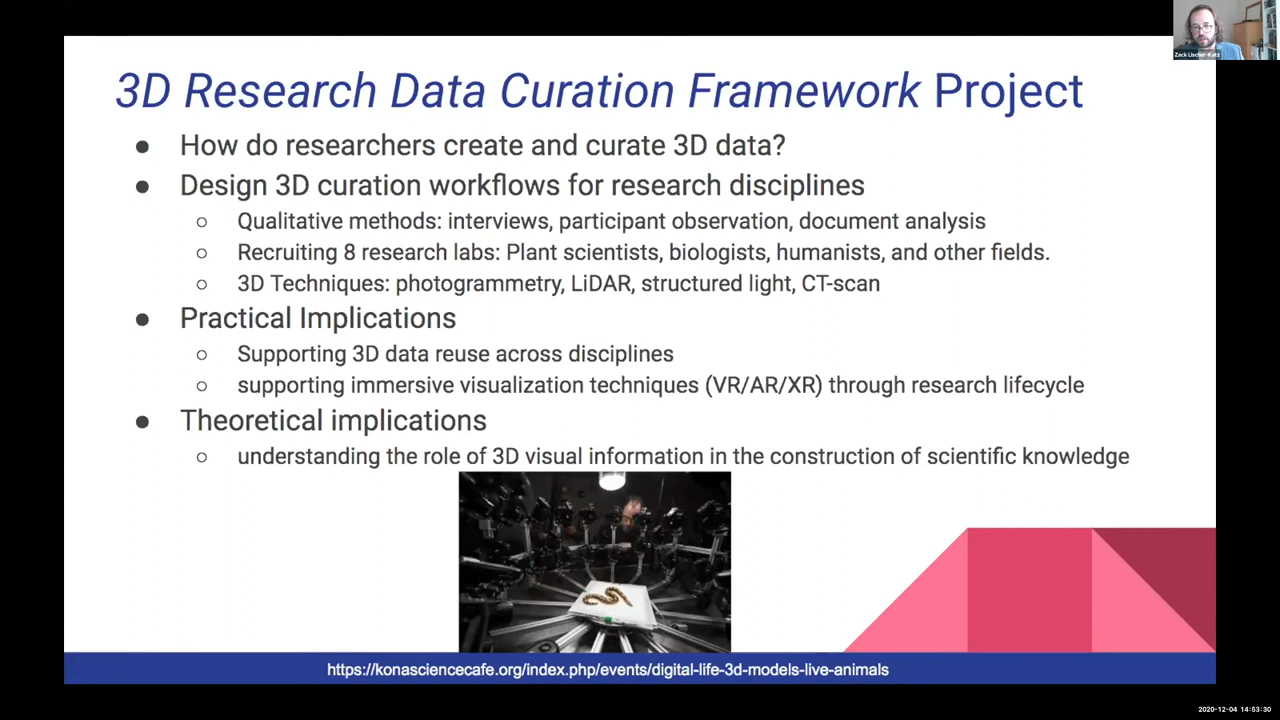 Zack Lischer-Katz
3D Research Data Curation Framework Project
● How do researchers create and curate 3D data?
● Design 3D curation workflows for research disciplines
○ Qualitative methods: interviews, participant observation, document analysis
○ Recruiting 8 research labs: Plant scientists, biologists, humanists, and other fields.
○ 3D Techniques: photogrammetry, LiDAR, structured light, CT-scan
● Practical Implications
○ Supporting 3D data reuse across disciplines
○ supporting immersive visualization techniques (VR/AR/XR) through research lifecycle
● Theoretical implications
○ understanding the role of 3D visual information in the construction of scientific knowledge
https://konasciencecafe.org/index.php/events/digital-life-3d-models-live-animals
2020-12-04 14:53:30